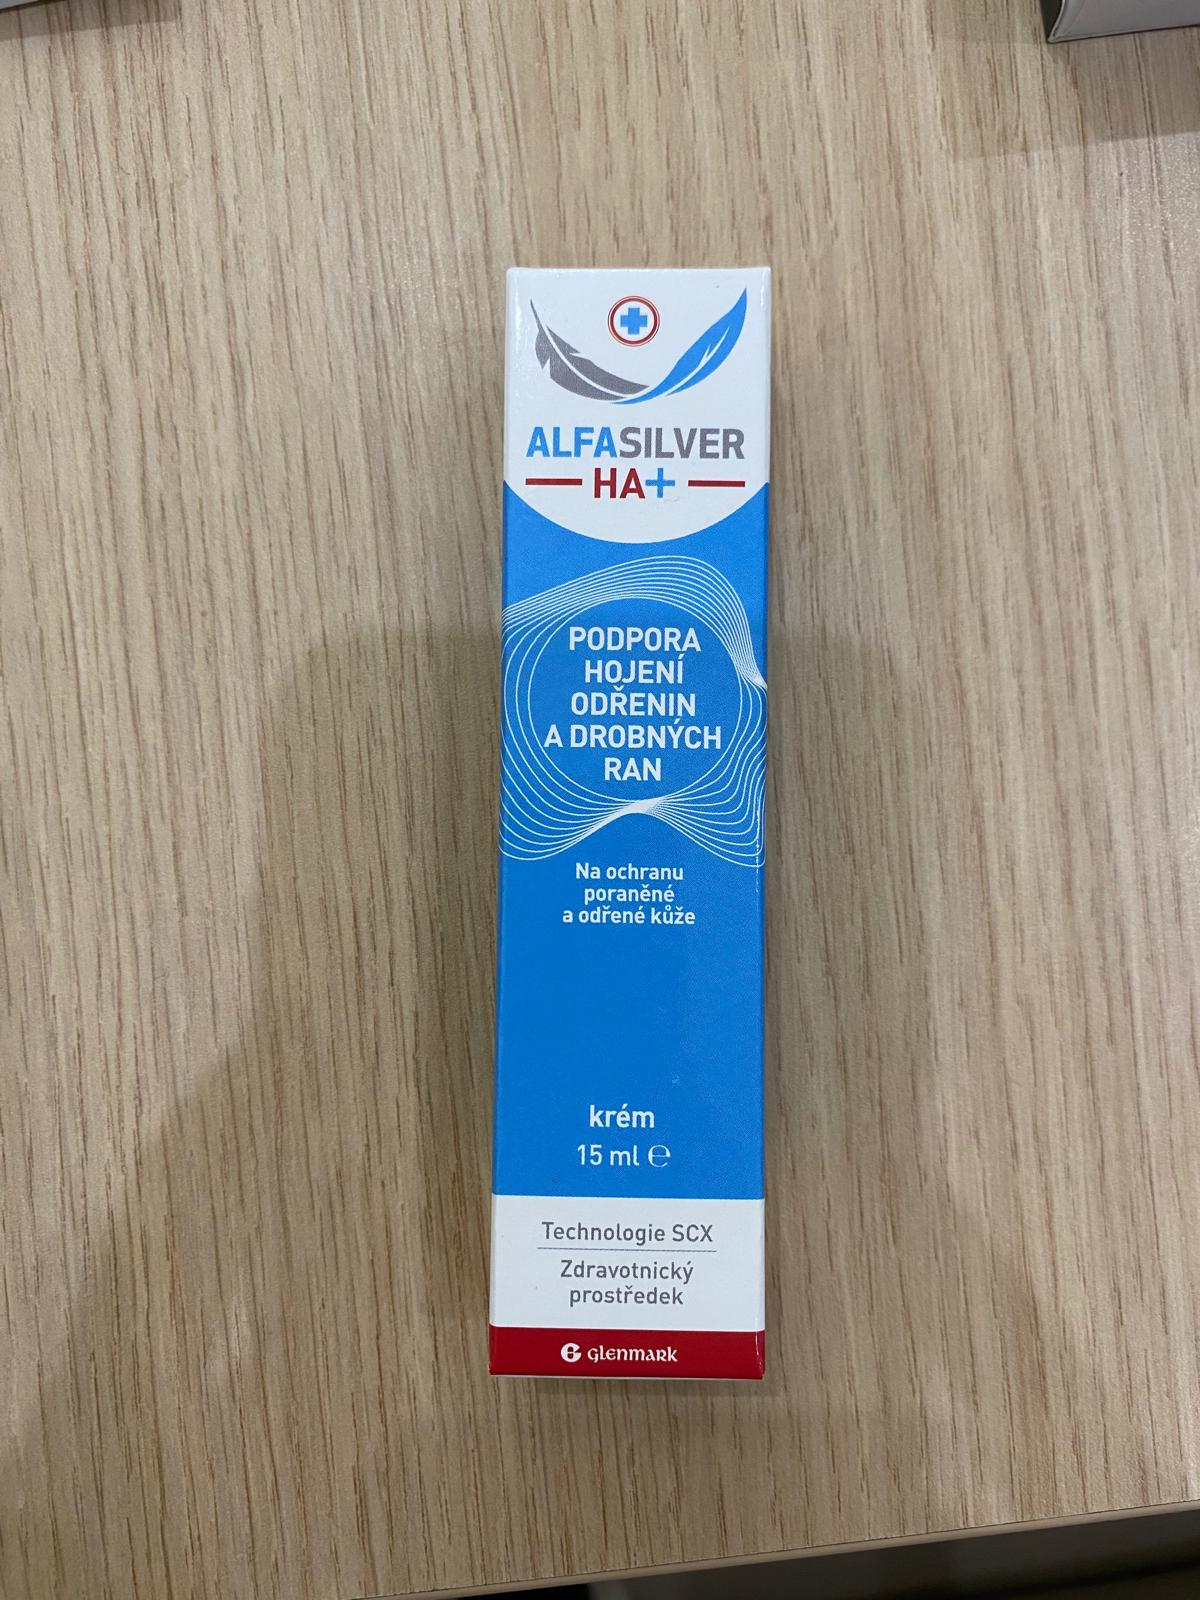 ALFASILVER
HA+
PODPORA
HOJENÍ
ODŘENIN
A DROBNÝCH
RAN
Na ochranu
poraněné
a odřené kůže
krém
15 ml ℮
Technologie SCX
Zdravotnický
prostředek
glenmark